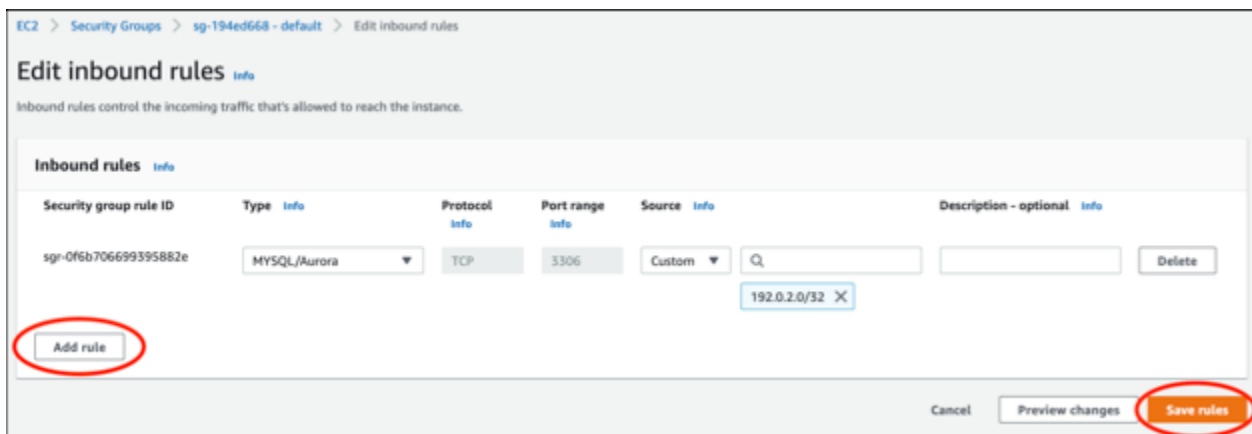 EC2 > Security Groups > sg-194ed668 - default > Edit inbound rules
Edit inbound rules Info
Inbound rules control the incoming traffic that's allowed to reach the instance.
Inbound rules Info
Security group rule ID Type Info Protocol Info Port range Info Source Info Description - optional Info
sgr-0f6b706699395882e MYSQL/Aurora TCP 3306 Custom Delete
192.0.2.0/32
Add rule
Cancel Preview changes Save rules